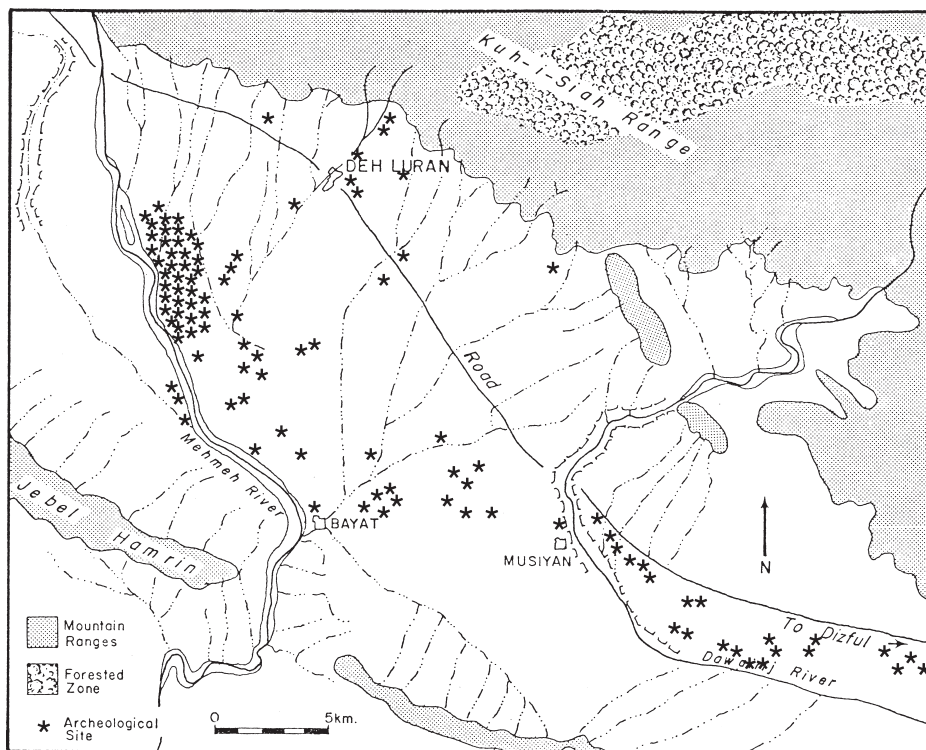 Kuh-i-Siah Range
DEH LURAN
Road
Mehmeh River
Jebel Hamrin
BAYAT
MUSIYAN
N
To Dizful
Dawairij River
Mountain
Ranges
Forested
Zone
Archeological
Site
0 5km.